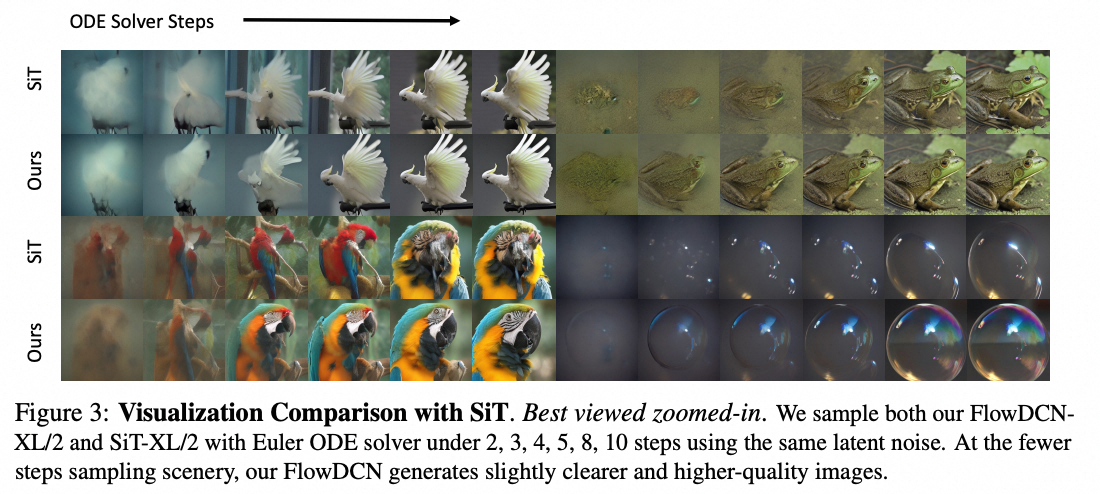 ODE Solver Steps
SiT
Ours
SiT
Ours
Figure 3: Visualization Comparison with SiT. Best viewed zoomed-in. We sample both our FlowDCN-
XL/2 and SiT-XL/2 with Euler ODE solver under 2, 3, 4, 5, 8, 10 steps using the same latent noise. At the fewer
steps sampling scenery, our FlowDCN generates slightly clearer and higher-quality images.